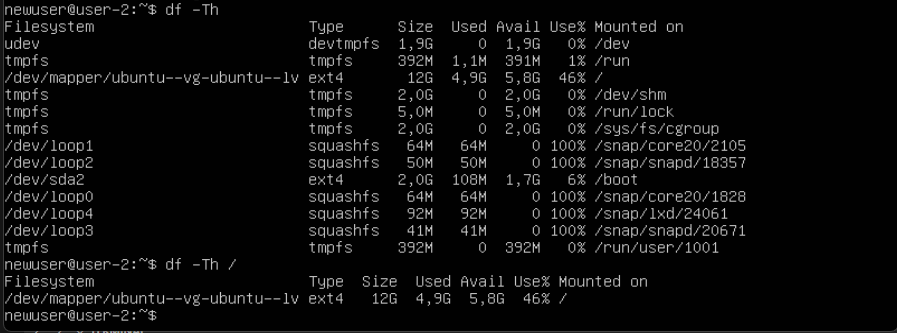 newuser@user-2:~$ df -Th
Filesystem Type Size Used Avail Use% Mounted on
udev devtmpfs 1,9G 0 1,9G 0% /dev
tmpfs tmpfs 392M 1,1M 391M 1% /run
/dev/mapper/ubuntu--vg-ubuntu--lv ext4 12G 4,9G 5,8G 46% /
tmpfs tmpfs 2,0G 0 2,0G 0% /dev/shm
tmpfs tmpfs 5,0M 0 5,0M 0% /run/lock
tmpfs tmpfs 2,0G 0 2,0G 0% /sys/fs/cgroup
/dev/loop1 squashfs 64M 64M 0 100% /snap/core20/2105
/dev/loop2 squashfs 50M 50M 0 100% /snap/snapd/18357
/dev/sda2 ext4 2,0G 108M 1,7G 6% /boot
/dev/loop0 squashfs 64M 64M 0 100% /snap/core20/1828
/dev/loop4 squashfs 92M 92M 0 100% /snap/lxd/24061
/dev/loop3 squashfs 41M 41M 0 100% /snap/snapd/20671
tmpfs tmpfs 392M 0 392M 0% /run/user/1001
newuser@user-2:~$ df -Th /
Filesystem Type Size Used Avail Use% Mounted on
/dev/mapper/ubuntu--vg-ubuntu--lv ext4 12G 4,9G 5,8G 46% /
newuser@user-2:~$